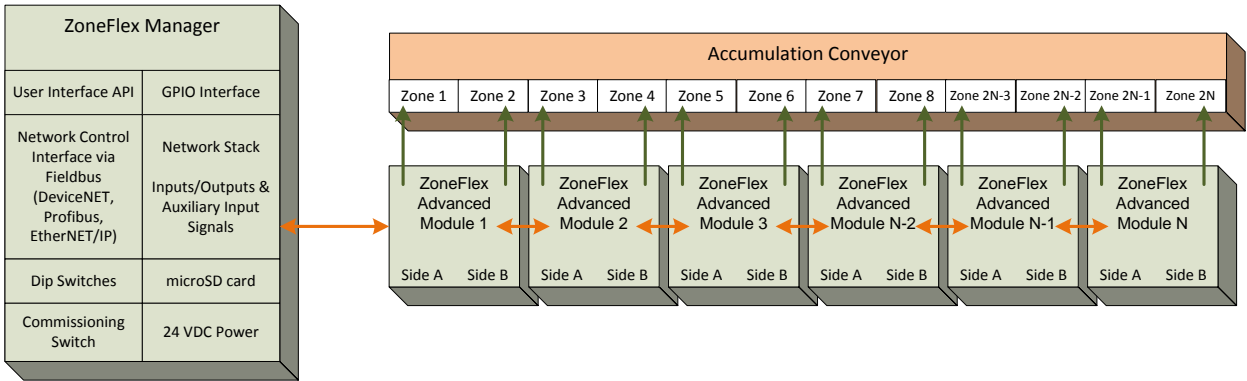 ZoneFlex Manager
User Interface API
GPIO Interface
Network Control
Interface via
Fieldbus
(DeviceNET,
Profibus,
EtherNET/IP)
Network Stack
Inputs/Outputs &
Auxiliary Input
Signals
Dip Switches
microSD card
Commissioning
Switch
24 VDC Power
Accumulation Conveyor
Zone 1
Zone 2
Zone 3
Zone 4
Zone 5
Zone 6
Zone 7
Zone 8
Zone 2N-3
Zone 2N-2
Zone 2N-1
Zone 2N
ZoneFlex
Advanced
Module 1
Side A
Side B
ZoneFlex
Advanced
Module 2
Side A
Side B
ZoneFlex
Advanced
Module 3
Side A
Side B
ZoneFlex
Advanced
Module N-2
Side A
Side B
ZoneFlex
Advanced
Module N-1
Side A
Side B
ZoneFlex
Advanced
Module N
Side A
Side B